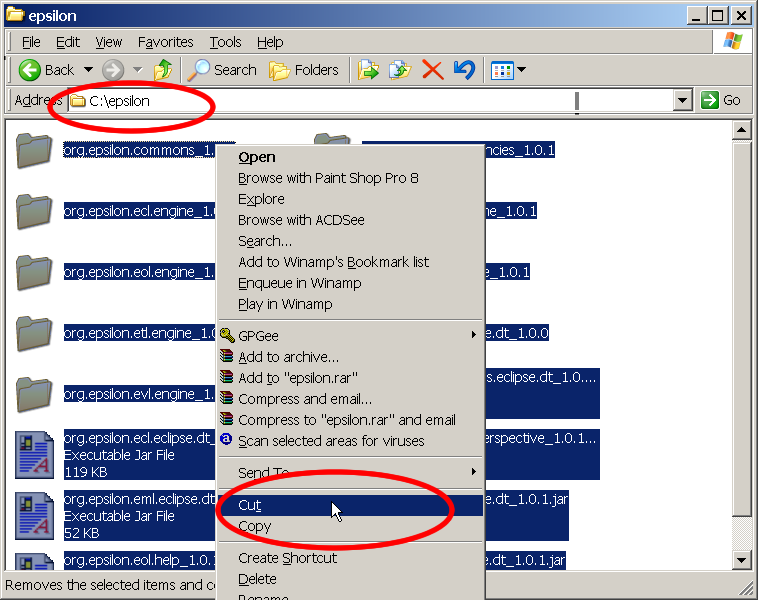 epsilon
File Edit View Favorites Tools Help
Back Search Folders
Address C:\epsilon Go
org.epsilon.commons_1. ncies_1.0.1
org.epsilon.ecl.engine_1. ne_1.0.1
org.epsilon.eol.engine_1. e_1.0.1
org.epsilon.etl.engine_1. e.dt_1.0.0
org.epsilon.evl.engine_1. s.eclipse.dt_1.0....
org.epsilon.ecl.eclipse.dt_ erspective_1.0.1...
Executable Jar File
119 KB
org.epsilon.eml.eclipse.dt e.dt_1.0.1.jar
Executable Jar File
52 KB
org.epsilon.eol.help_1.0. e.dt_1.0.1.jar
Open
Browse with Paint Shop Pro 8
Explore
Browse with ACDSee
Search...
Add to Winamp's Bookmark list
Enqueue in Winamp
Play in Winamp
GPGee
Add to archive...
Add to "epsilon.rar"
Compress and email...
Compress to "epsilon.rar" and email
Scan selected areas for viruses
Send To
Cut
Copy
Create Shortcut
Delete
Rename
Removes the selected items and co